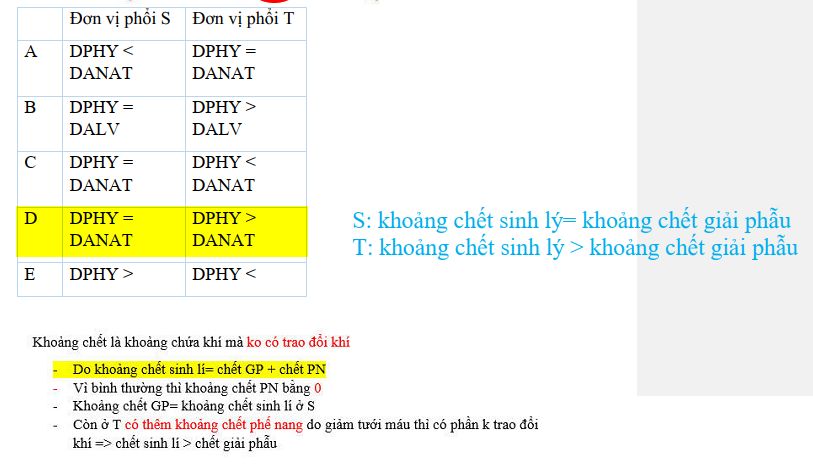 Đơn vị phổi S Đơn vị phổi T
A DPHY < DPHY =
DANAT DANAT
B DPHY = DPHY >
DALV DALV
C DPHY = DPHY <
DANAT DANAT
D DPHY = DPHY >
DANAT DANAT
E DPHY > DPHY <
S: khoảng chết sinh lý= khoảng chết giải phẫu
T: khoảng chết sinh lý > khoảng chết giải phẫu
Khoảng chết là khoảng chứa khí mà ko có trao đổi khí
- Do khoảng chết sinh lí= chết GP + chết PN
- Vì bình thường thì khoảng chết PN bằng 0
- Khoảng chết GP= khoảng chết sinh lí ở S
- Còn ở T có thêm khoảng chết phế nang do giảm tưới máu thì có phần k trao đổi
khí => chết sinh lí > chết giải phẫu